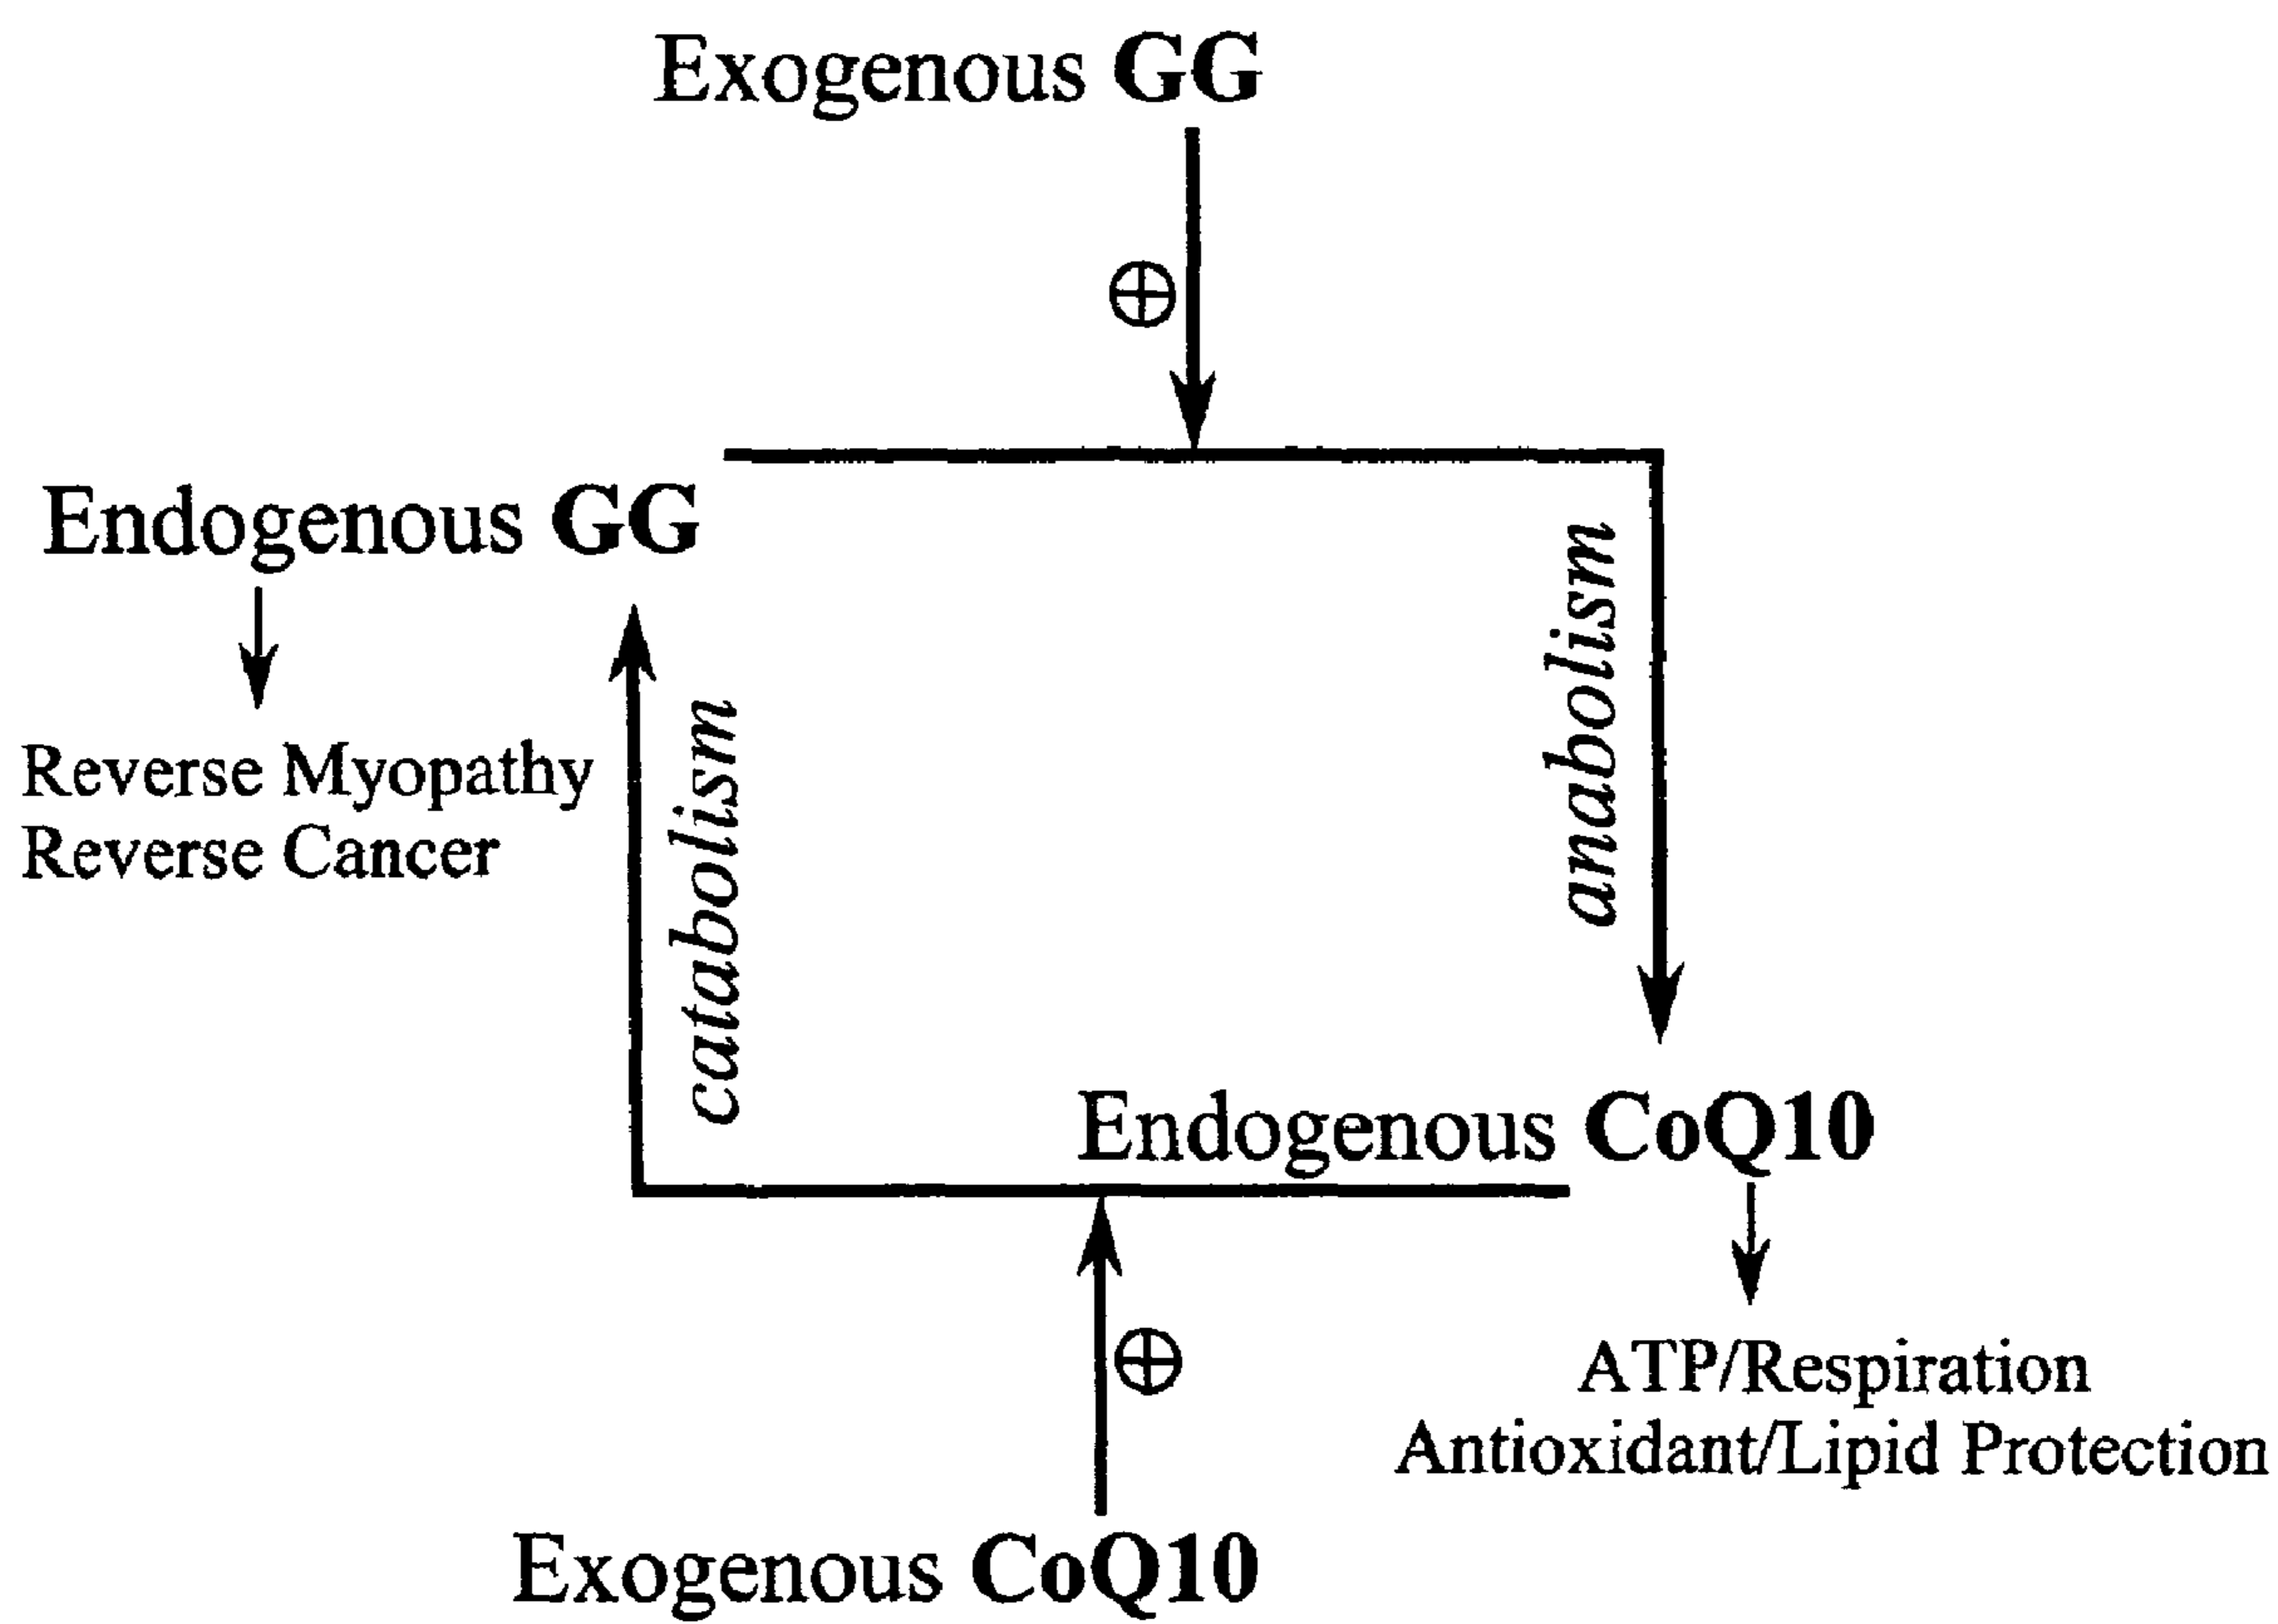 Exogenous GG
Endogenous GG
anabolism
catabolism
Reverse Myopathy
Reverse Cancer
Endogenous CoQ10
ATP/Respiration
Antioxidant/Lipid Protection
Exogenous CoQ10